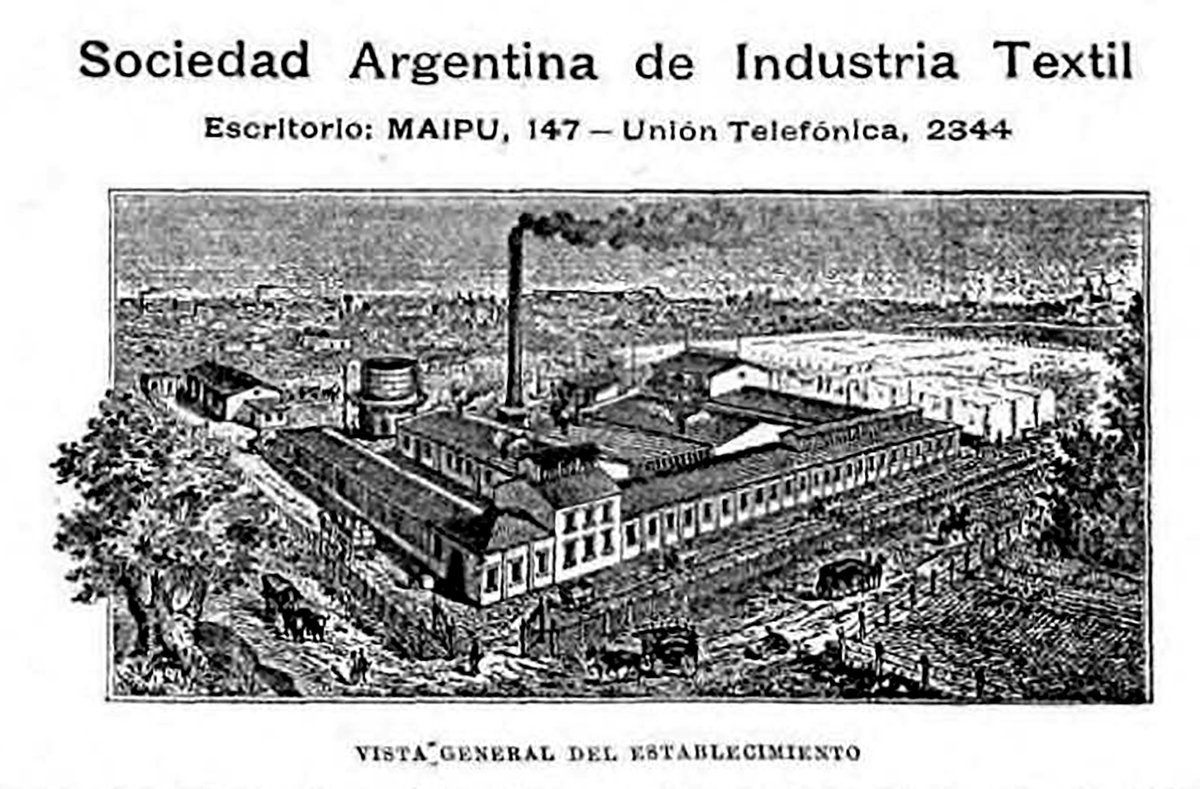 Sociedad Argentina de Industria Textil
Escritorio: MAIPU, 147 — Unión Telefónica, 2344
VISTA GENERAL DEL ESTABLECIMIENTO